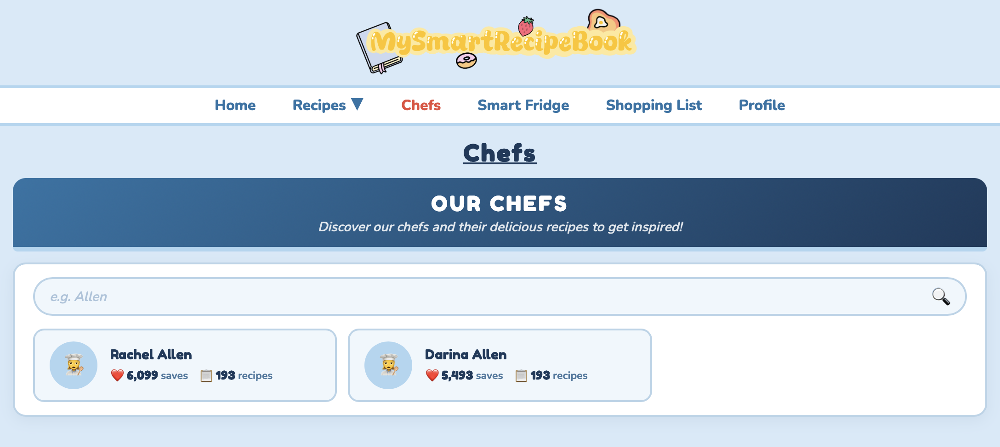 MySmartRecipeBook
Home Recipes ▼ Chefs Smart Fridge Shopping List Profile
Chefs
OUR CHEFS
Discover our chefs and their delicious recipes to get inspired!
e.g. Allen
Rachel Allen
6,099 saves 193 recipes
Darina Allen
5,493 saves 193 recipes